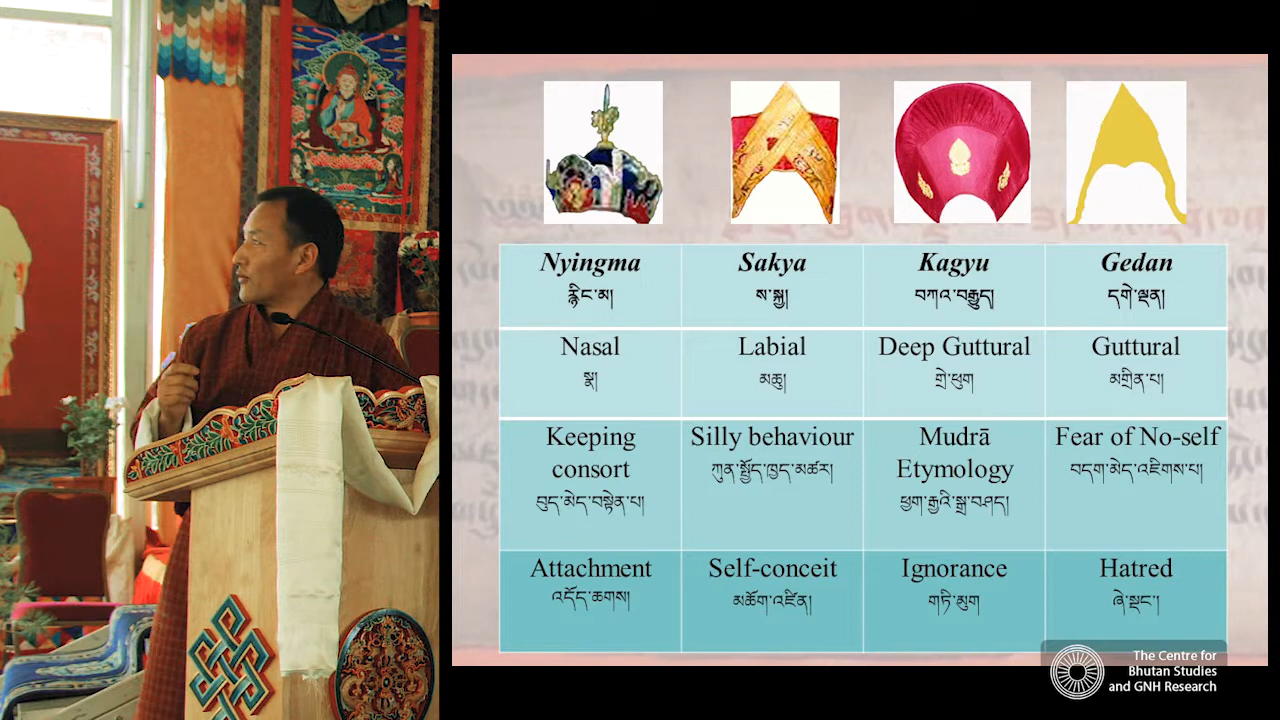 Nyingma
རྙིང་མ།
Sakya
ས་སྐྱ།
Kagyu
བཀའ་བརྒྱུད།
Gedan
དགེ་ལྡན།
Nasal
སྣ།
Labial
མཆུ།
Deep Guttural
གྲེ་ཕུག
Guttural
མགྲིན་པ།
Keeping
consort
བུད་མེད་བསྟེན་པ།
Silly behaviour
ཀུན་སྤྱོད་ཁྱད་མཚར།
Mudrā
Etymology
ཕྱག་རྒྱའི་སྒྲ་བཤད།
Fear of No-self
བདག་མེད་འཇིགས་པ།
Attachment
འདོད་ཆགས།
Self-conceit
མཆོག་འཛིན།
Ignorance
གཏི་མུག
Hatred
ཞེ་སྡང་།
The Centre for
Bhutan Studies
and GNH Research